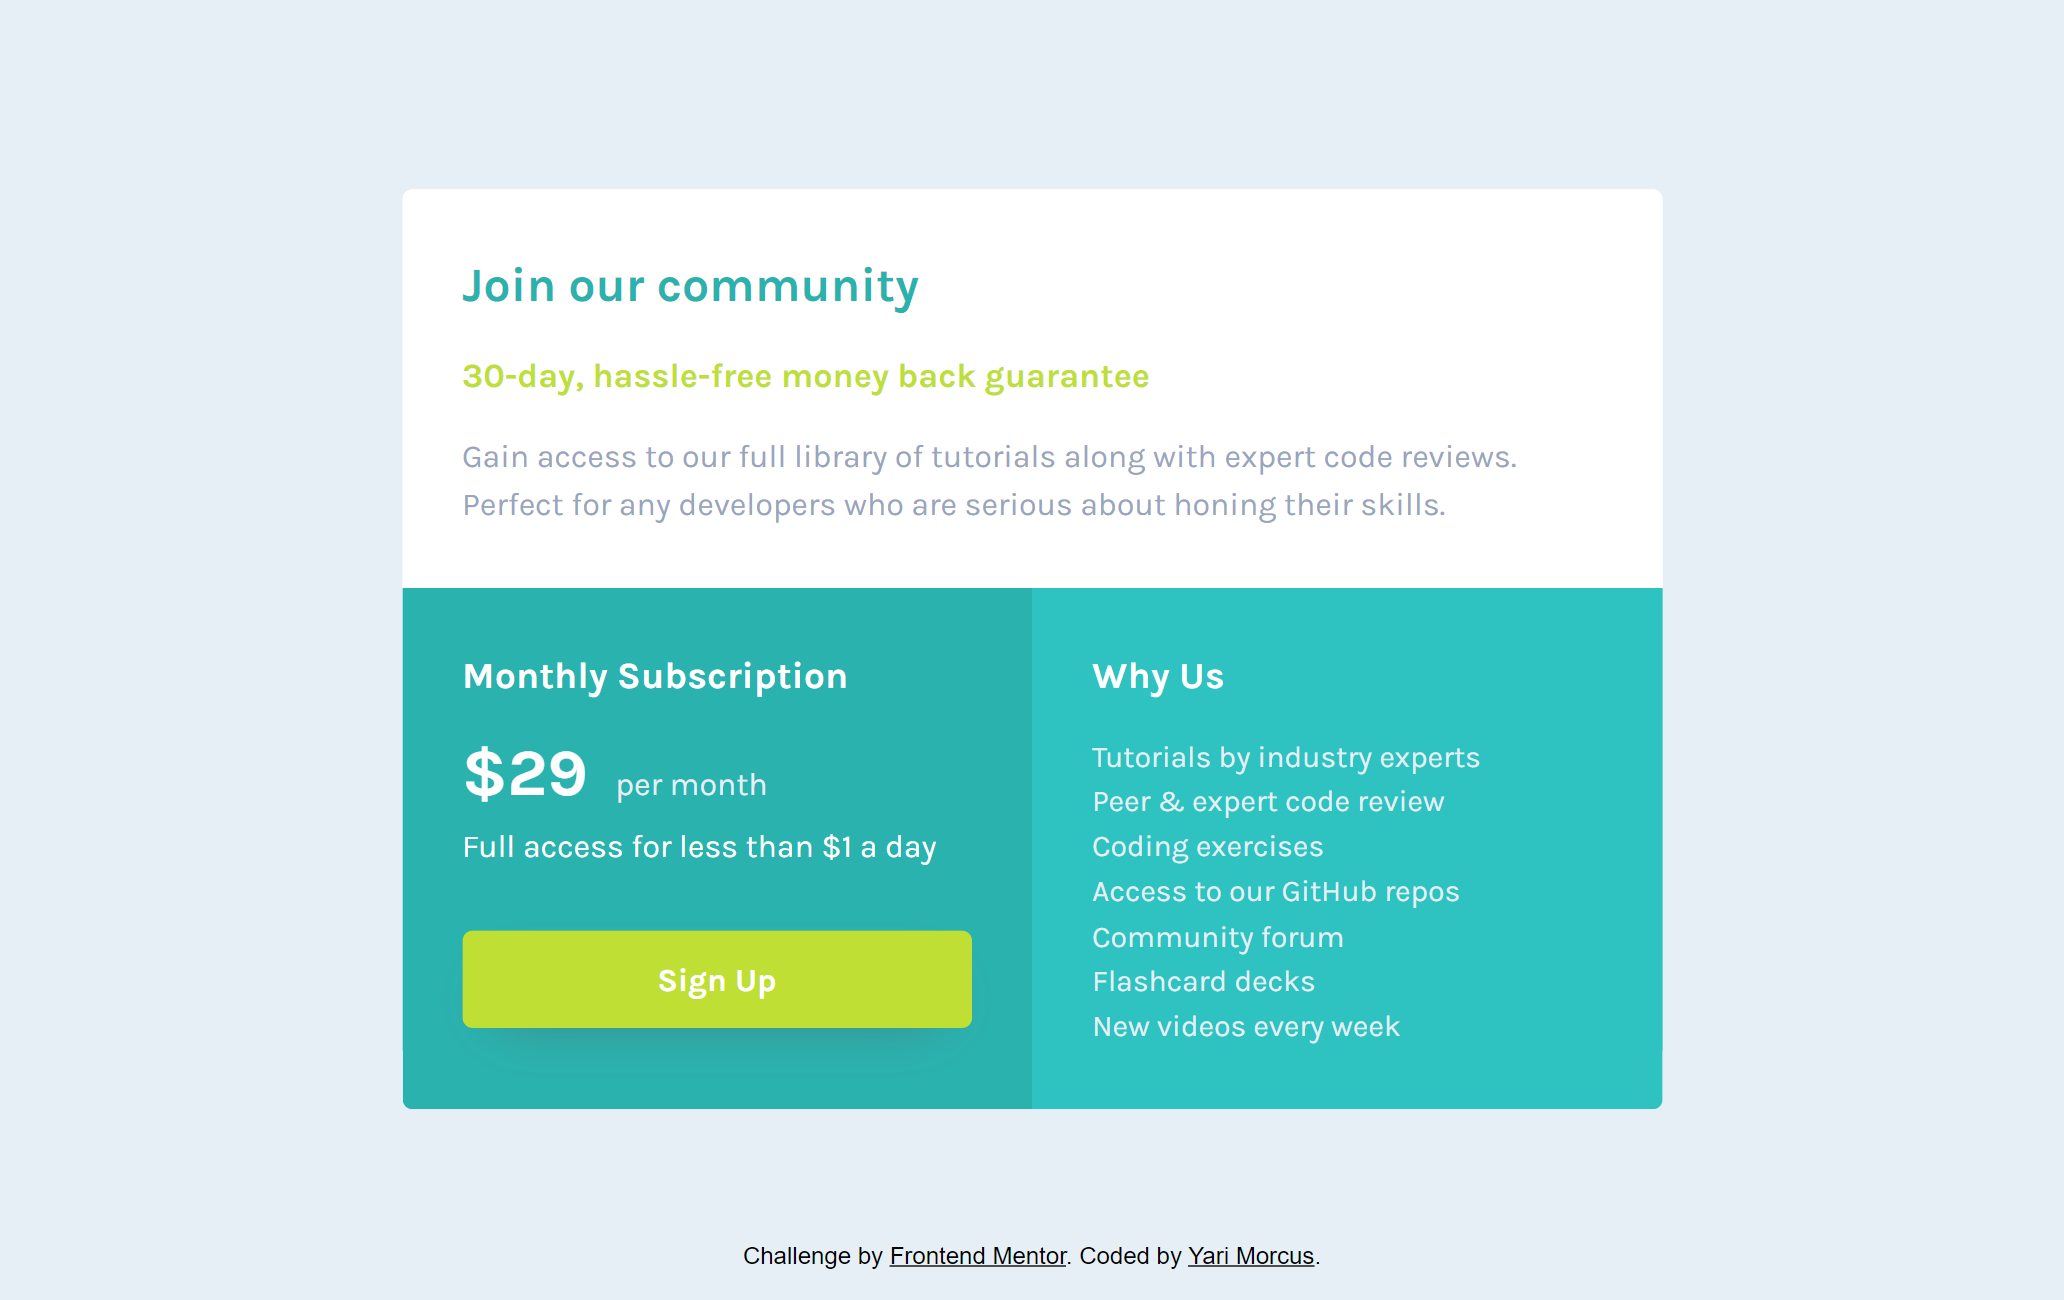 Join our community
30-day, hassle-free money back guarantee
Gain access to our full library of tutorials along with expert code reviews.
Perfect for any developers who are serious about honing their skills.
Monthly Subscription
$29 per month
Full access for less than $1 a day
Sign Up
Why Us
Tutorials by industry experts
Peer & expert code review
Coding exercises
Access to our GitHub repos
Community forum
Flashcard decks
New videos every week
Challenge by Frontend Mentor. Coded by Yari Morcus.